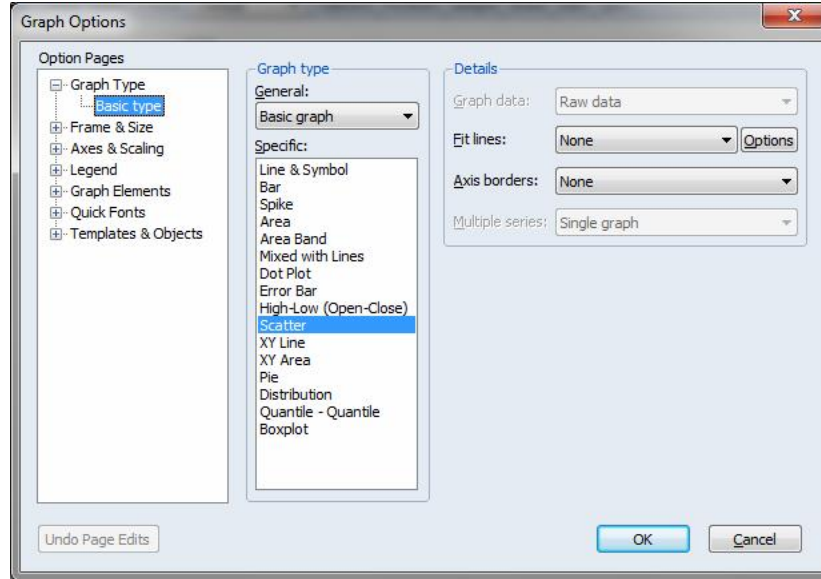 Graph Options
Option Pages
Graph Type
Basic type
Frame & Size
Axes & Scaling
Legend
Graph Elements
Quick Fonts
Templates & Objects
Graph type
General:
Basic graph
Specific:
Line & Symbol
Bar
Spike
Area
Area Band
Mixed with Lines
Dot Plot
Error Bar
High-Low (Open-Close)
Scatter
XY Line
XY Area
Pie
Distribution
Quantile - Quantile
Boxplot
Details
Graph data: Raw data
Fit lines: None Options
Axis borders: None
Multiple series: Single graph
Undo Page Edits
OK
Cancel